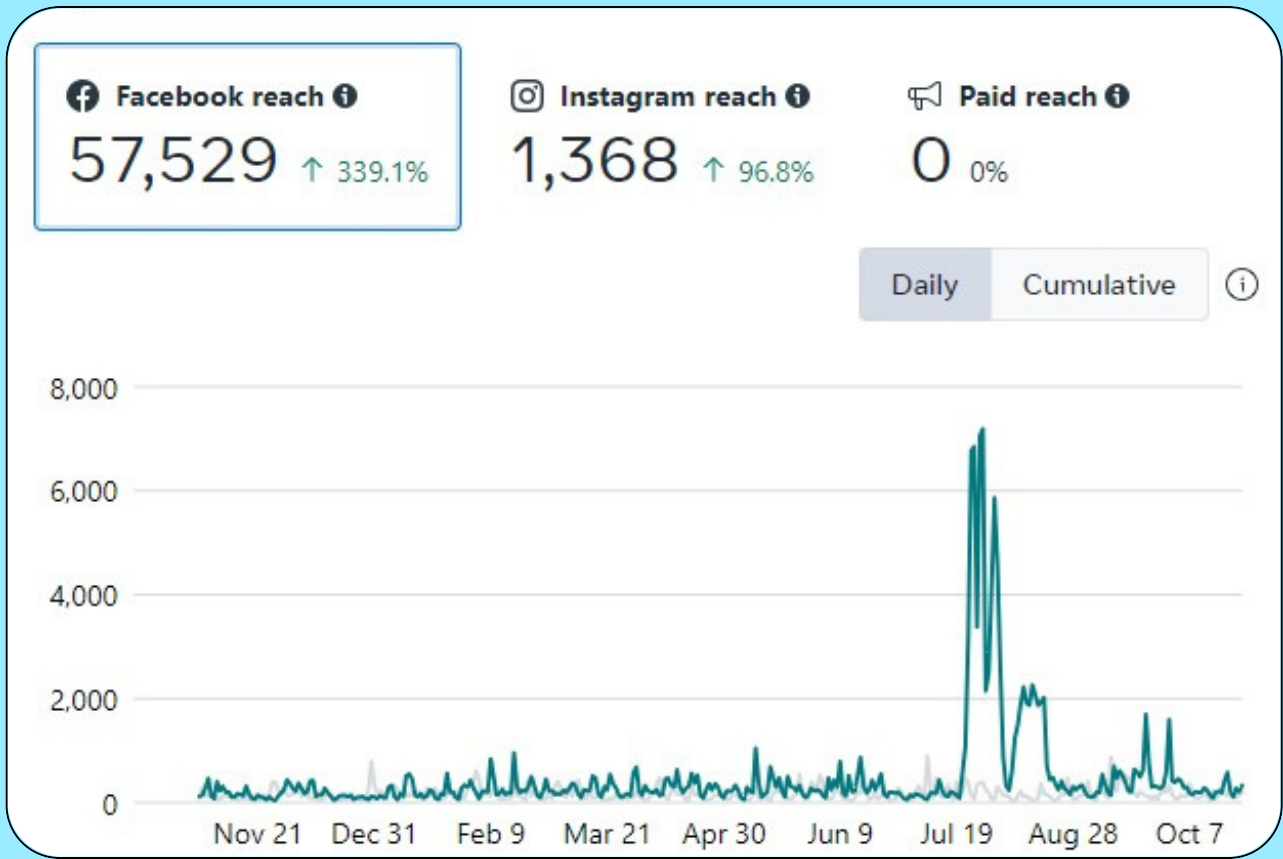 Facebook reach Instagram reach Paid reach
57,529 ↑ 339.1% 1,368 ↑ 96.8% 0 0%
Daily Cumulative
8,000
6,000
4,000
2,000
0
Nov 21 Dec 31 Feb 9 Mar 21 Apr 30 Jun 9 Jul 19 Aug 28 Oct 7